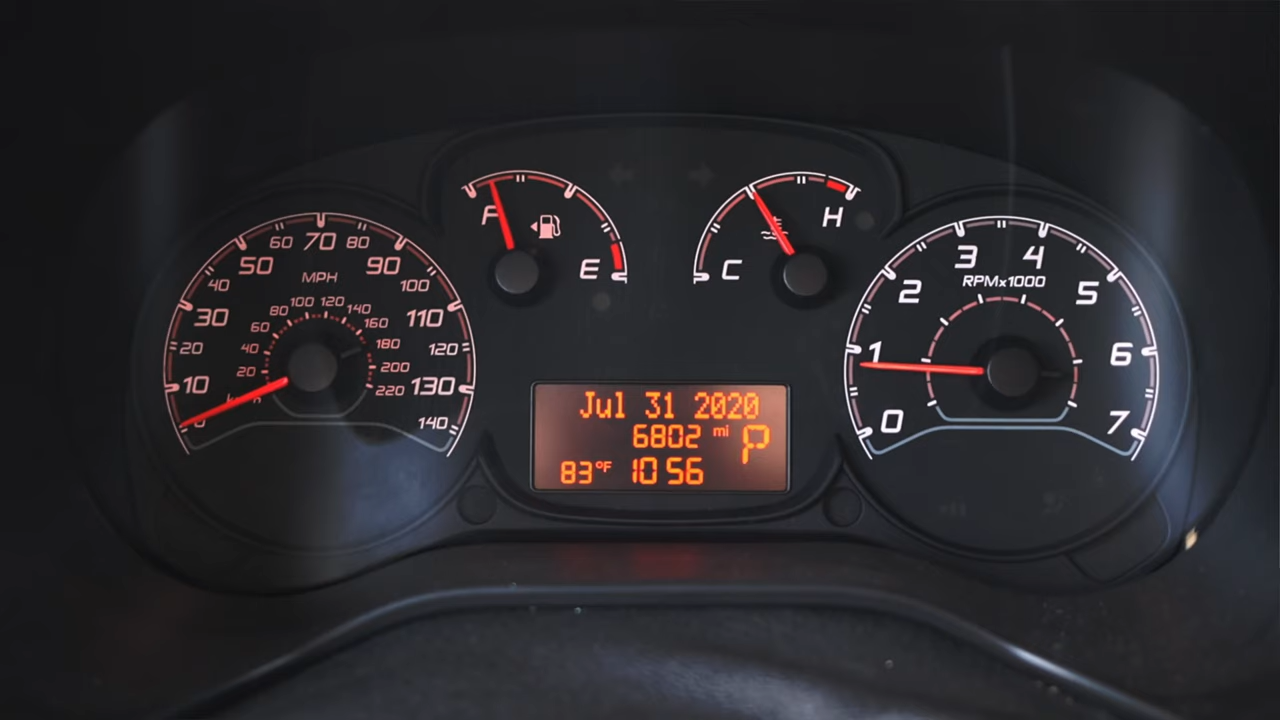 F
E
C
H
MPH
0 10 20 30 40 50 60 70 80 90 100 110 120 130 140
20 40 60 80 100 120 140 160 180 200 220
RPMx1000
0 1 2 3 4 5 6 7
Jul 31 2020
6802 mi P
83°F 10 56